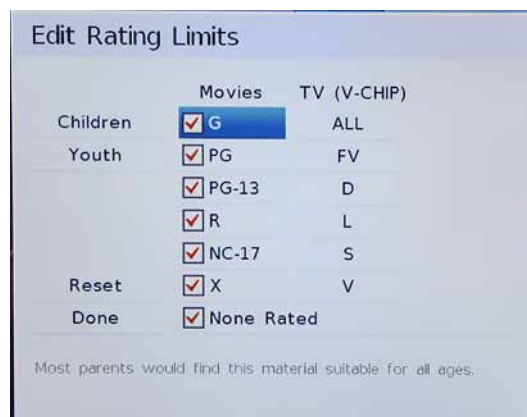 Edit Rating Limits
Movies TV (V-CHIP)
Children G ALL
Youth PG FV
PG-13 D
R L
NC-17 S
Reset X V
Done None Rated
Most parents would find this material suitable for all ages.